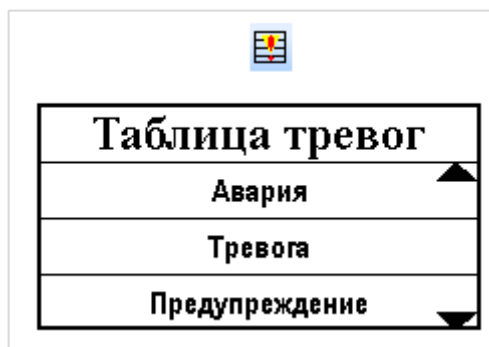 Таблица тревог
Авария
Тревога
Предупреждение